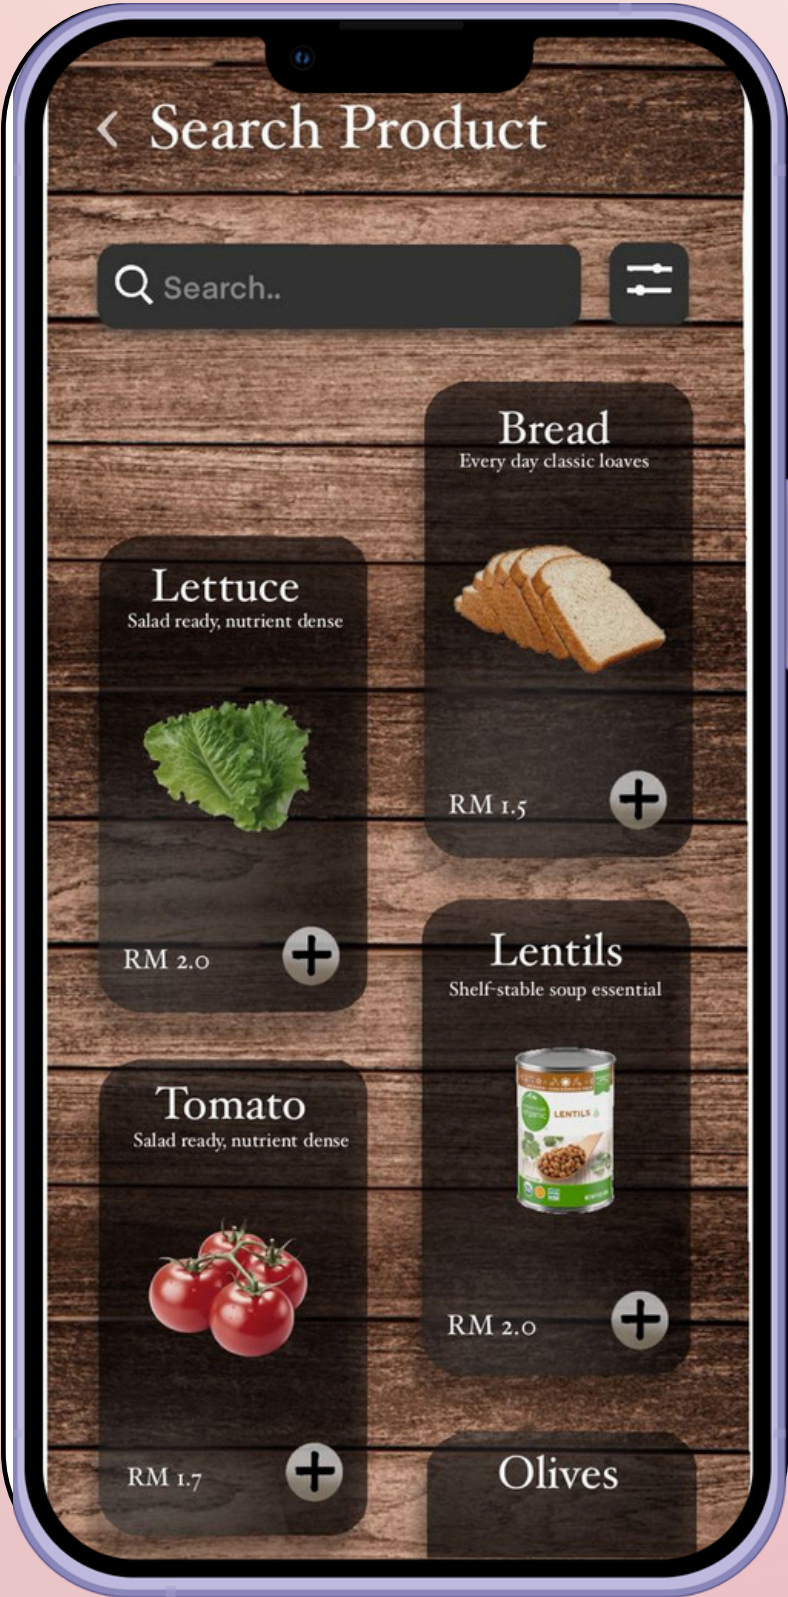 Search Product
Search..
Bread
Every day classic loaves
RM 1.5
Lettuce
Salad ready, nutrient dense
RM 2.0
Lentils
Shelf-stable soup essential
organic
LENTILS
RM 2.0
Tomato
Salad ready, nutrient dense
RM 1.7
Olives